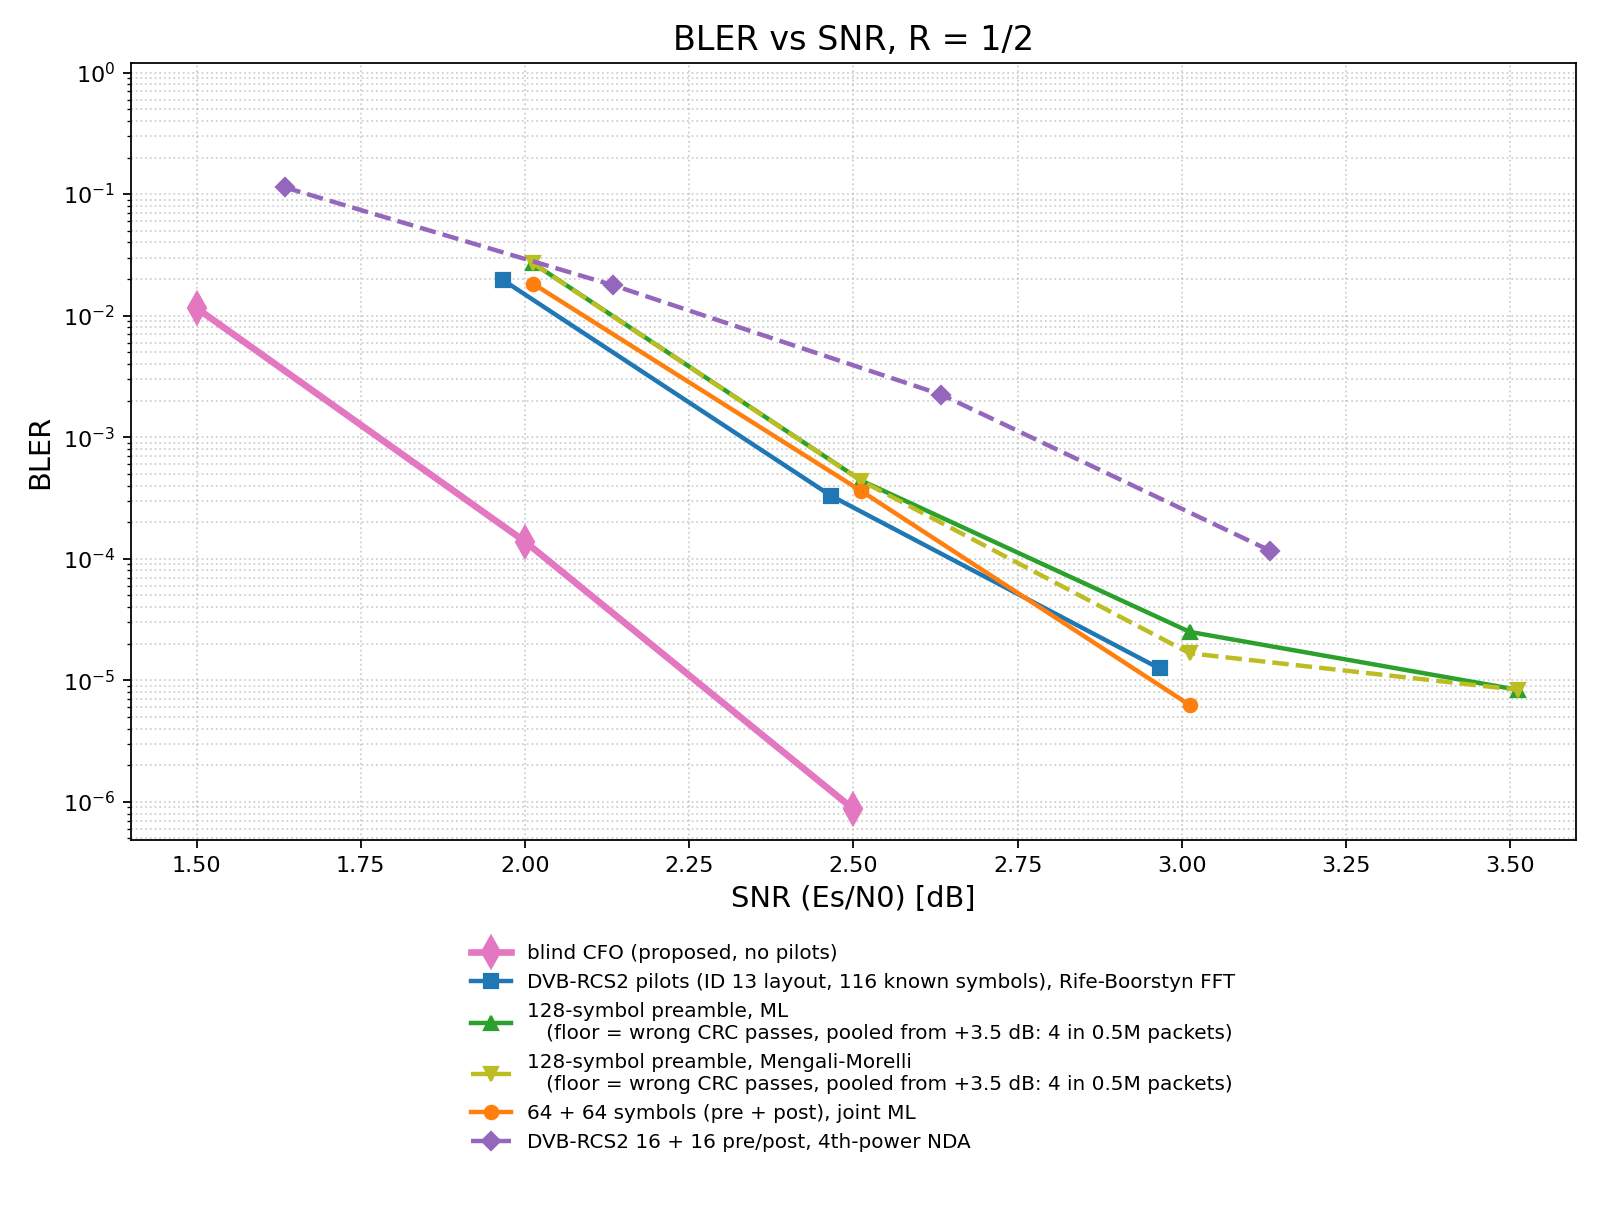 BLER vs SNR, R = 1/2
BLER
10⁰
10⁻¹
10⁻²
10⁻³
10⁻⁴
10⁻⁵
10⁻⁶
1.50 1.75 2.00 2.25 2.50 2.75 3.00 3.25 3.50
SNR (Es/N0) [dB]
blind CFO (proposed, no pilots)
DVB-RCS2 pilots (ID 13 layout, 116 known symbols), Rife-Boorstyn FFT
128-symbol preamble, ML
(floor = wrong CRC passes, pooled from +3.5 dB: 4 in 0.5M packets)
128-symbol preamble, Mengali-Morelli
(floor = wrong CRC passes, pooled from +3.5 dB: 4 in 0.5M packets)
64 + 64 symbols (pre + post), joint ML
DVB-RCS2 16 + 16 pre/post, 4th-power NDA